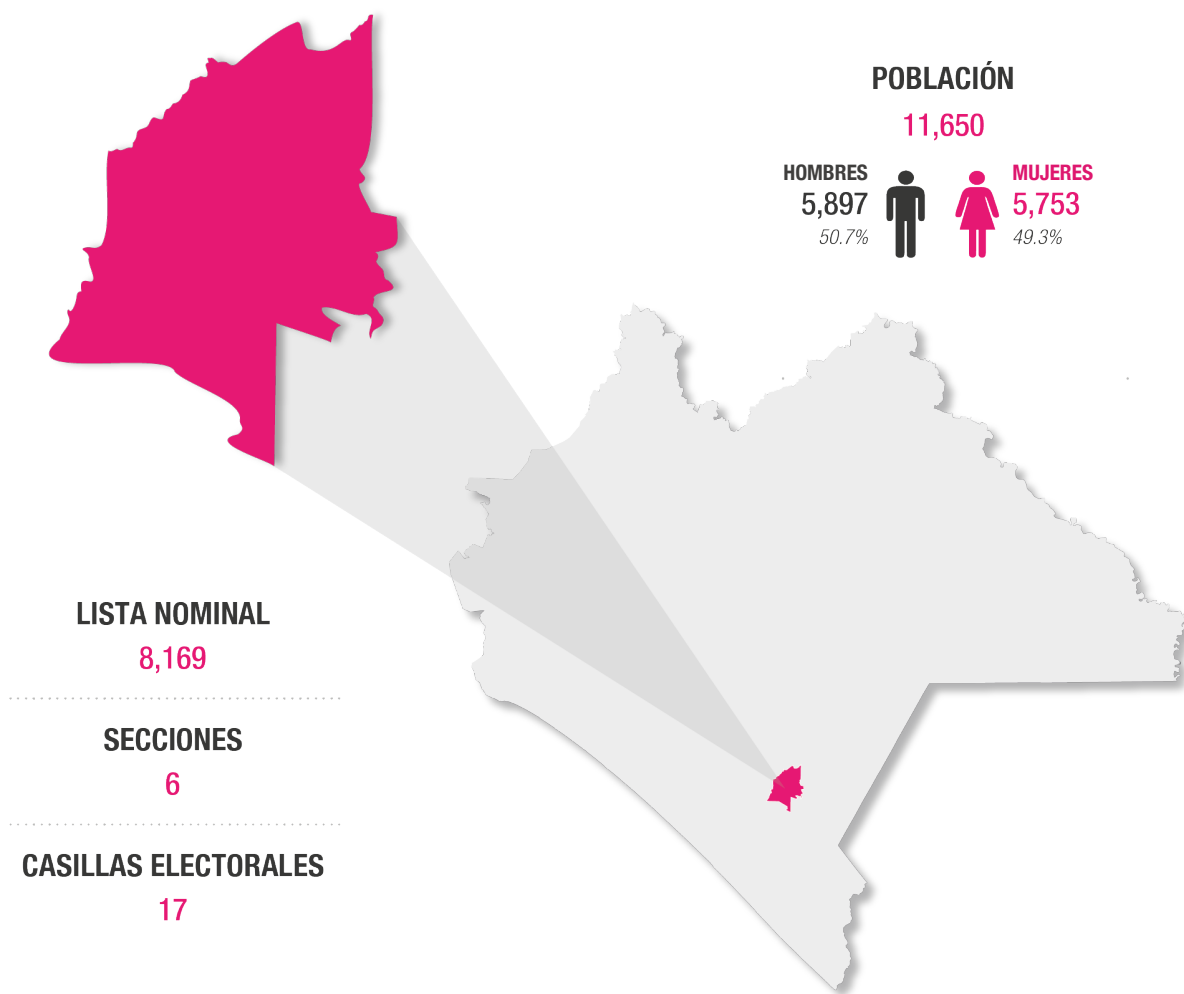 POBLACIÓN
11,650
HOMBRES
5,897
50.7%
MUJERES
5,753
49.3%
LISTA NOMINAL
8,169
SECCIONES
6
CASILLAS ELECTORALES
17